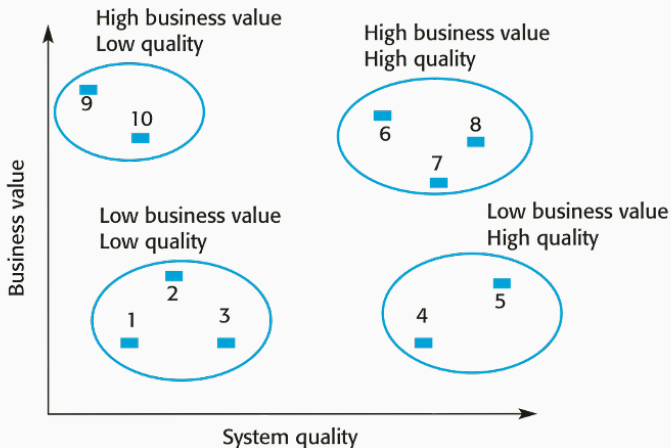 High business value
Low quality
High business value
High quality
9
10
6
8
7
Low business value
Low quality
Low business value
High quality
2
1
3
5
4
Business value
System quality